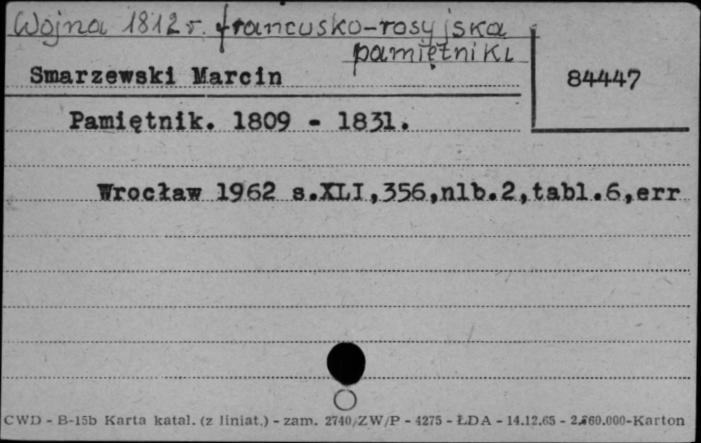 Wojna 1812 r. francusko-rosyjska
pamiętniki
Smarzewski Marcin
84447
Pamiętnik. 1809 - 1831.
Wrocław 1962 s.XLI,356,nlb.2,tabl.6,err
CWD - B-15b Karta katal. (z liniat.) - zam. 2740/ZW/P - 4275 - ŁDA - 14.12.65 - 2.860.000-Karton